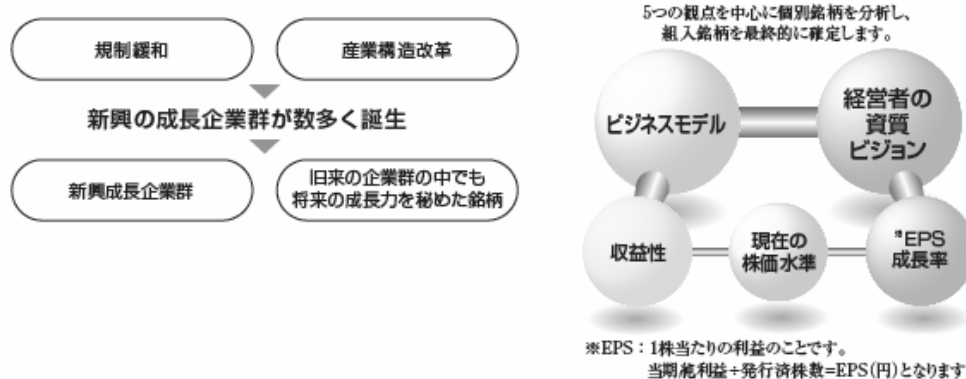 規制緩和
産業構造改革
新興の成長企業群が数多く誕生
新興成長企業群
旧来の企業群の中でも
将来の成長力を秘めた銘柄
5つの観点を中心に個別銘柄を分析し、
組入銘柄を最終的に確定します。
ビジネスモデル
経営者の
資質
ビジョン
収益性
現在の
株価水準
※EPS
成長率
※EPS：1株当たりの利益のことです。
当期純利益÷発行済株数=EPS(円)となります